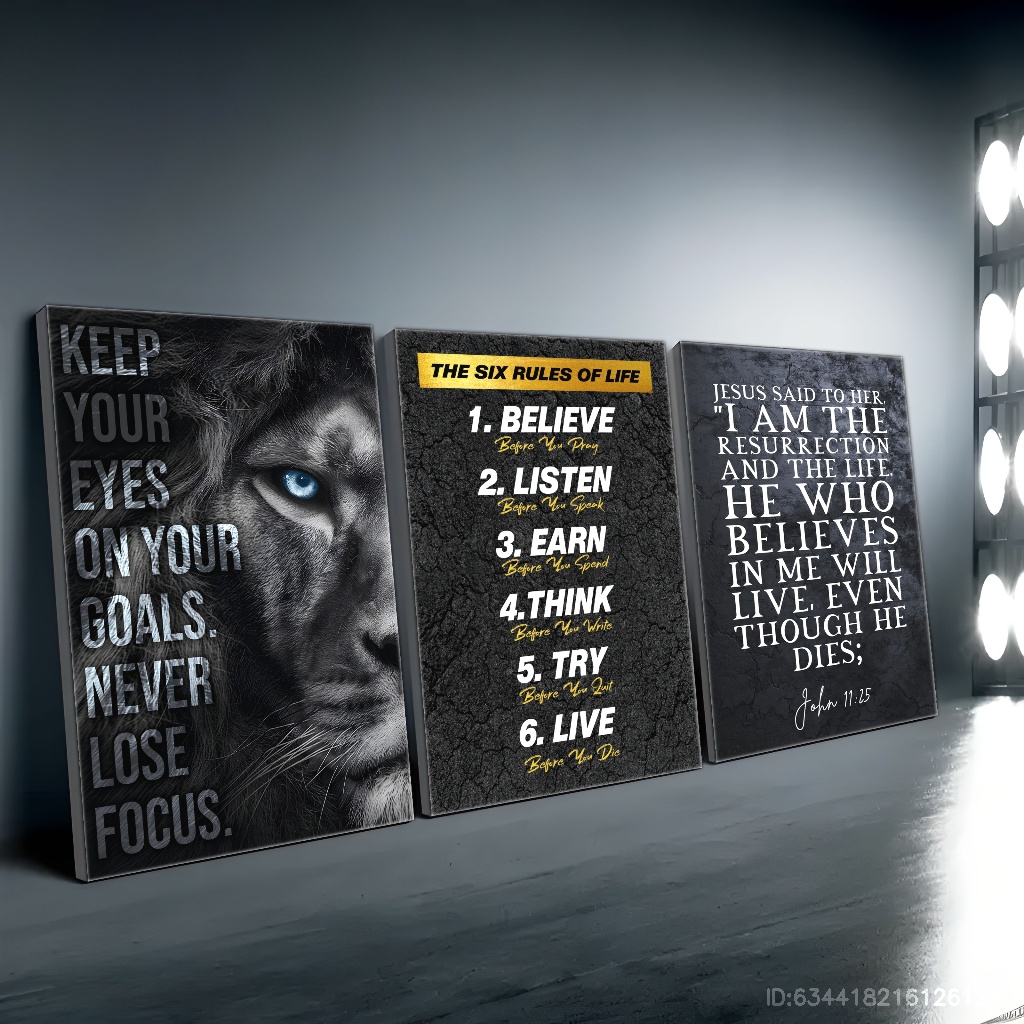 KEEP
YOUR
EYES
ON YOUR
GOALS.
NEVER
LOSE
FOCUS.
THE SIX RULES OF LIFE
1. BELIEVE
Before You Pray
2. LISTEN
Before You Speak
3. EARN
Before You Spend
4.THINK
Before You Write
5. TRY
Before You Quit
6. LIVE
Before You Die
JESUS SAID TO HER,
"I AM THE
RESURRECTION
AND THE LIFE.
HE WHO
BELIEVES
IN ME WILL
LIVE, EVEN
THOUGH HE
DIES;
John 11:25